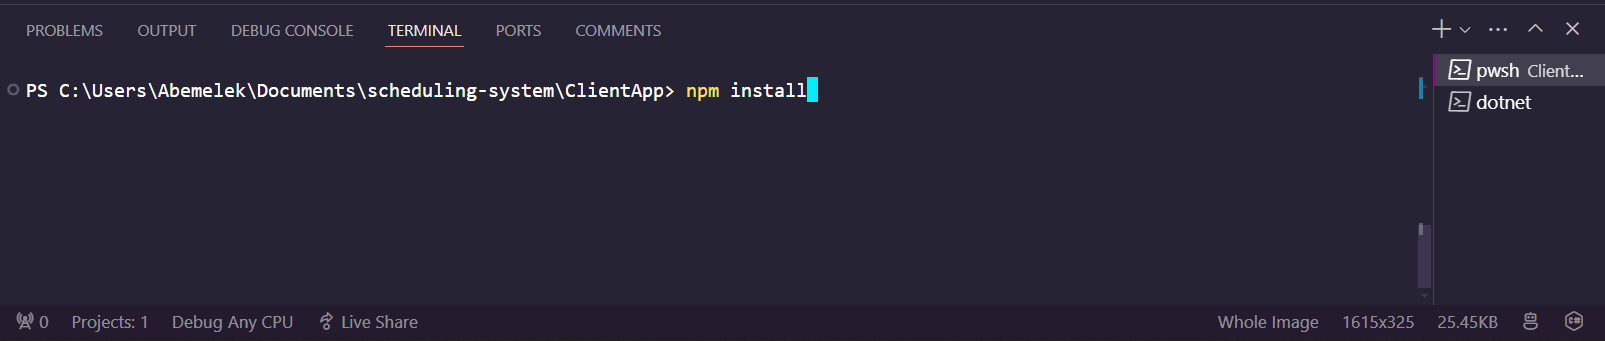 PROBLEMS OUTPUT DEBUG CONSOLE TERMINAL PORTS COMMENTS
PS C:\Users\Abemelek\Documents\scheduling-system\ClientApp> npm install
pwsh Client...
dotnet
0 Projects: 1 Debug Any CPU Live Share Whole Image 1615x325 25.45KB C#